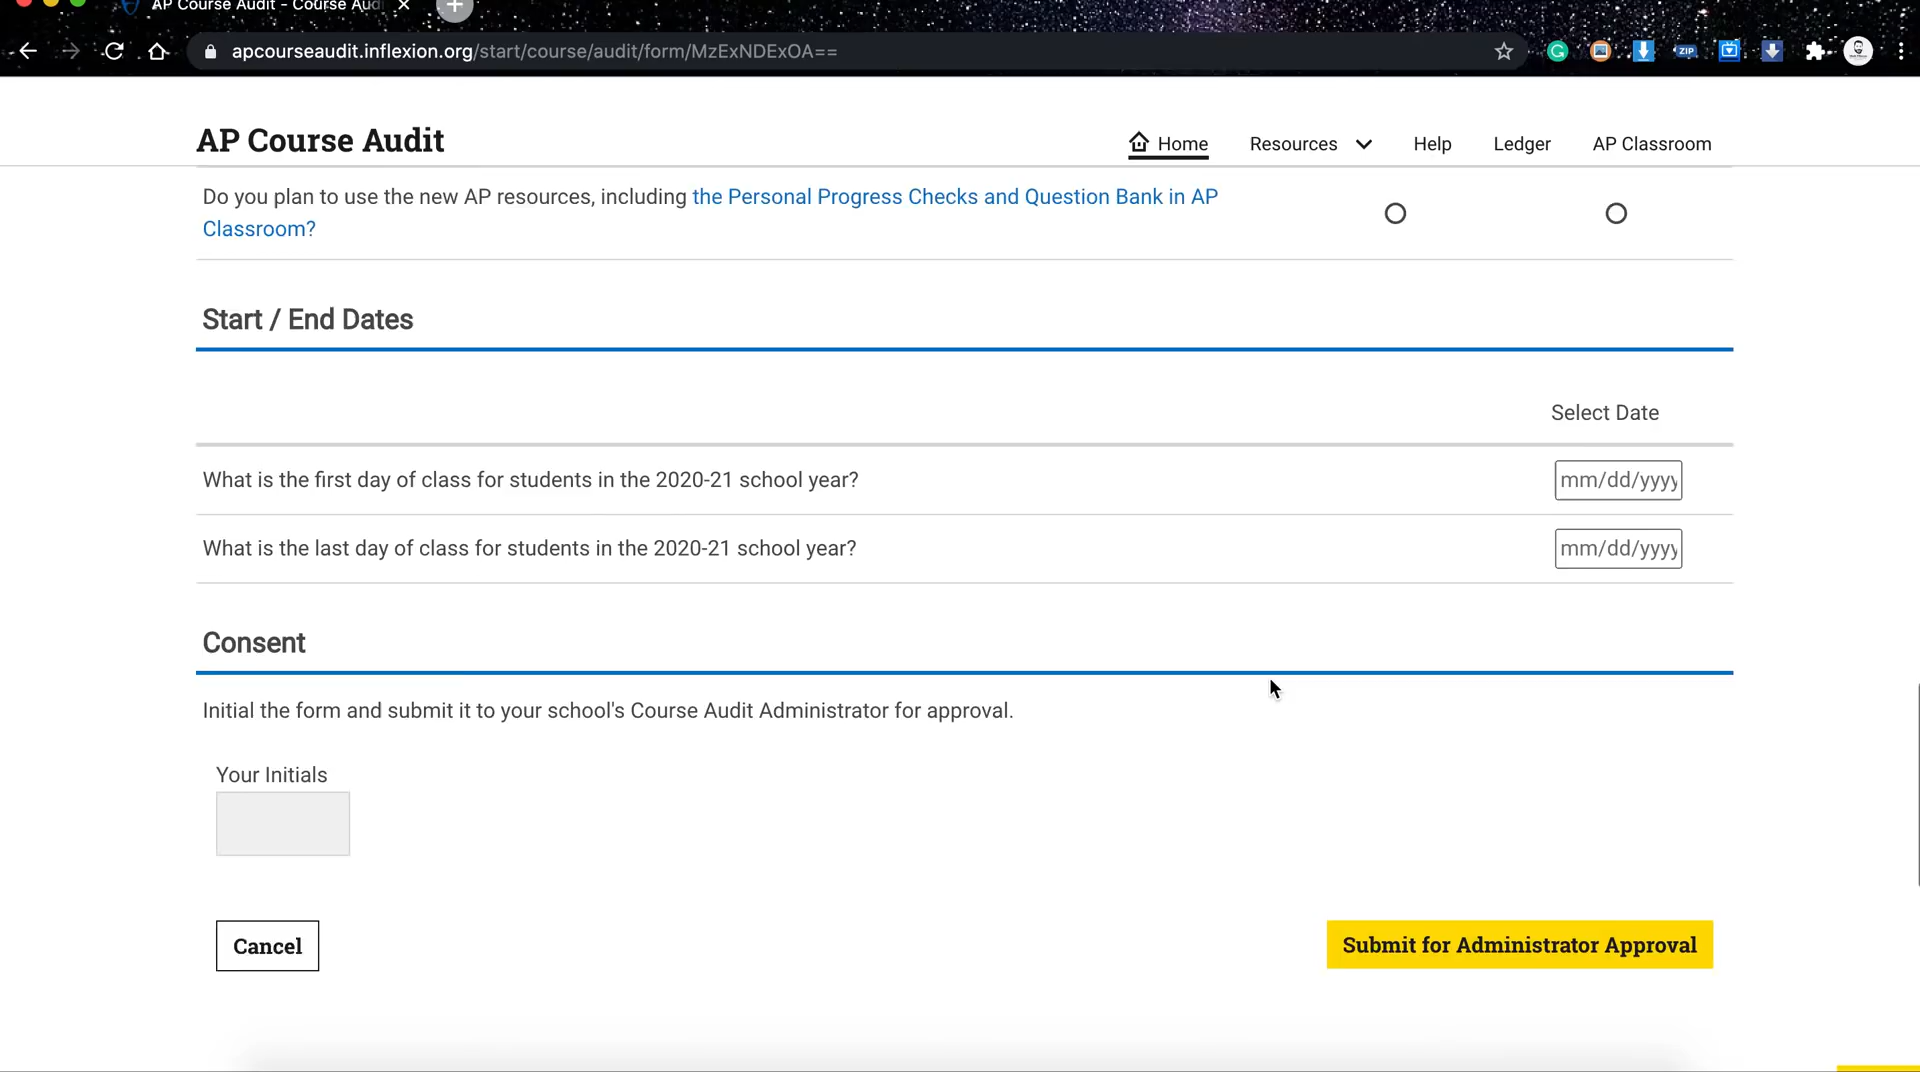 AP Course Audit - Course Aud
apcourseaudit.inflexion.org/start/course/audit/form/MzExNDExOA==
ZIP
AP Course Audit
Home
Resources
Help
Ledger
AP Classroom
Do you plan to use the new AP resources, including the Personal Progress Checks and Question Bank in AP
Classroom?
Start / End Dates
Select Date
What is the first day of class for students in the 2020-21 school year?
mm/dd/yyyy
What is the last day of class for students in the 2020-21 school year?
mm/dd/yyyy
Consent
Initial the form and submit it to your school's Course Audit Administrator for approval.
Your Initials
Cancel
Submit for Administrator Approval